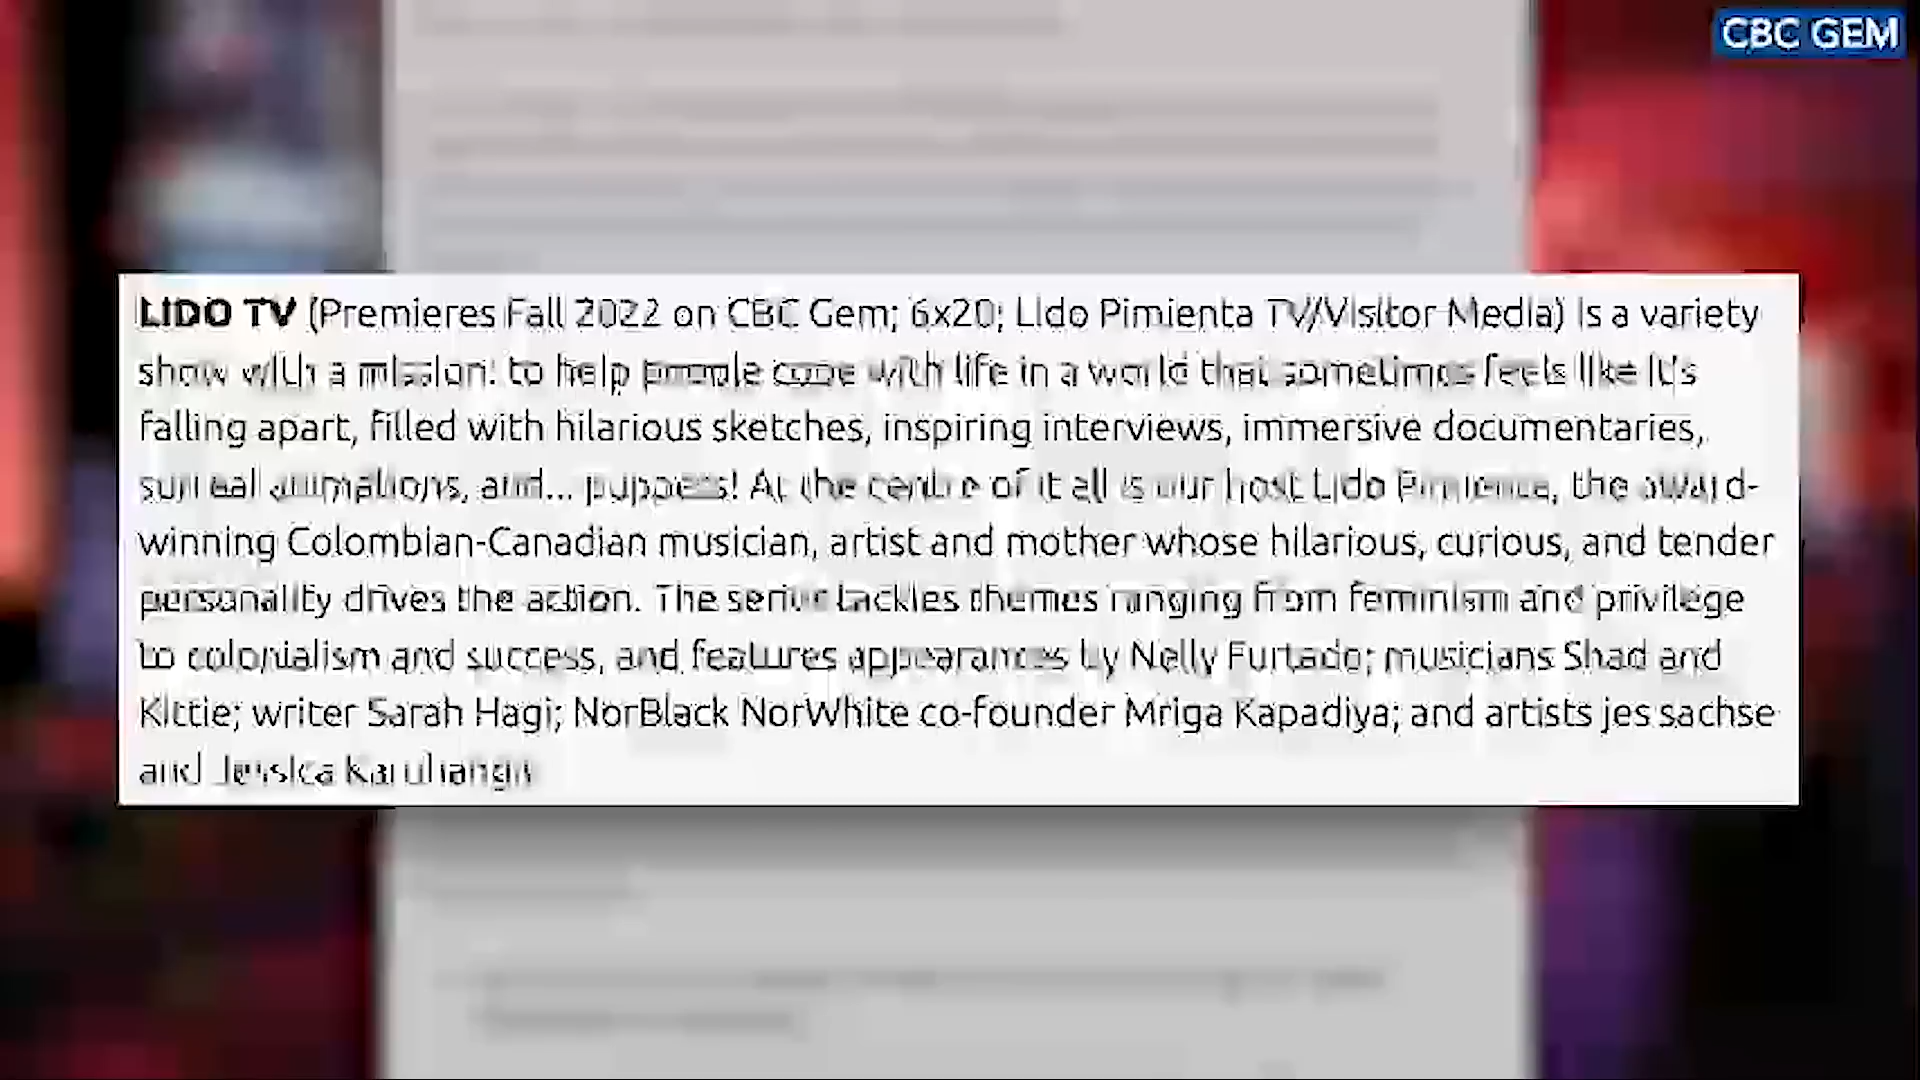 CBC GEM
LIDO TV (Premieres Fall 2022 on CBC Gem; 6x20; Lido Pimienta TV/Visitor Media) is a variety
show with a mission: to help people cope with life in a world that sometimes feels like it's
falling apart, filled with hilarious sketches, inspiring interviews, immersive documentaries,
surreal animations, and... puppets! At the centre of it all is our host Lido Pimienta, the award-
winning Colombian-Canadian musician, artist and mother whose hilarious, curious, and tender
personality drives the action. The series tackles themes ranging from feminism and privilege
to colonialism and success, and features appearances by Nelly Furtado; musicians Shad and
Kittie; writer Sarah Hagi; NorBlack NorWhite co-founder Mriga Kapadiya; and artists jes sachse
and Jessica Karuhanga